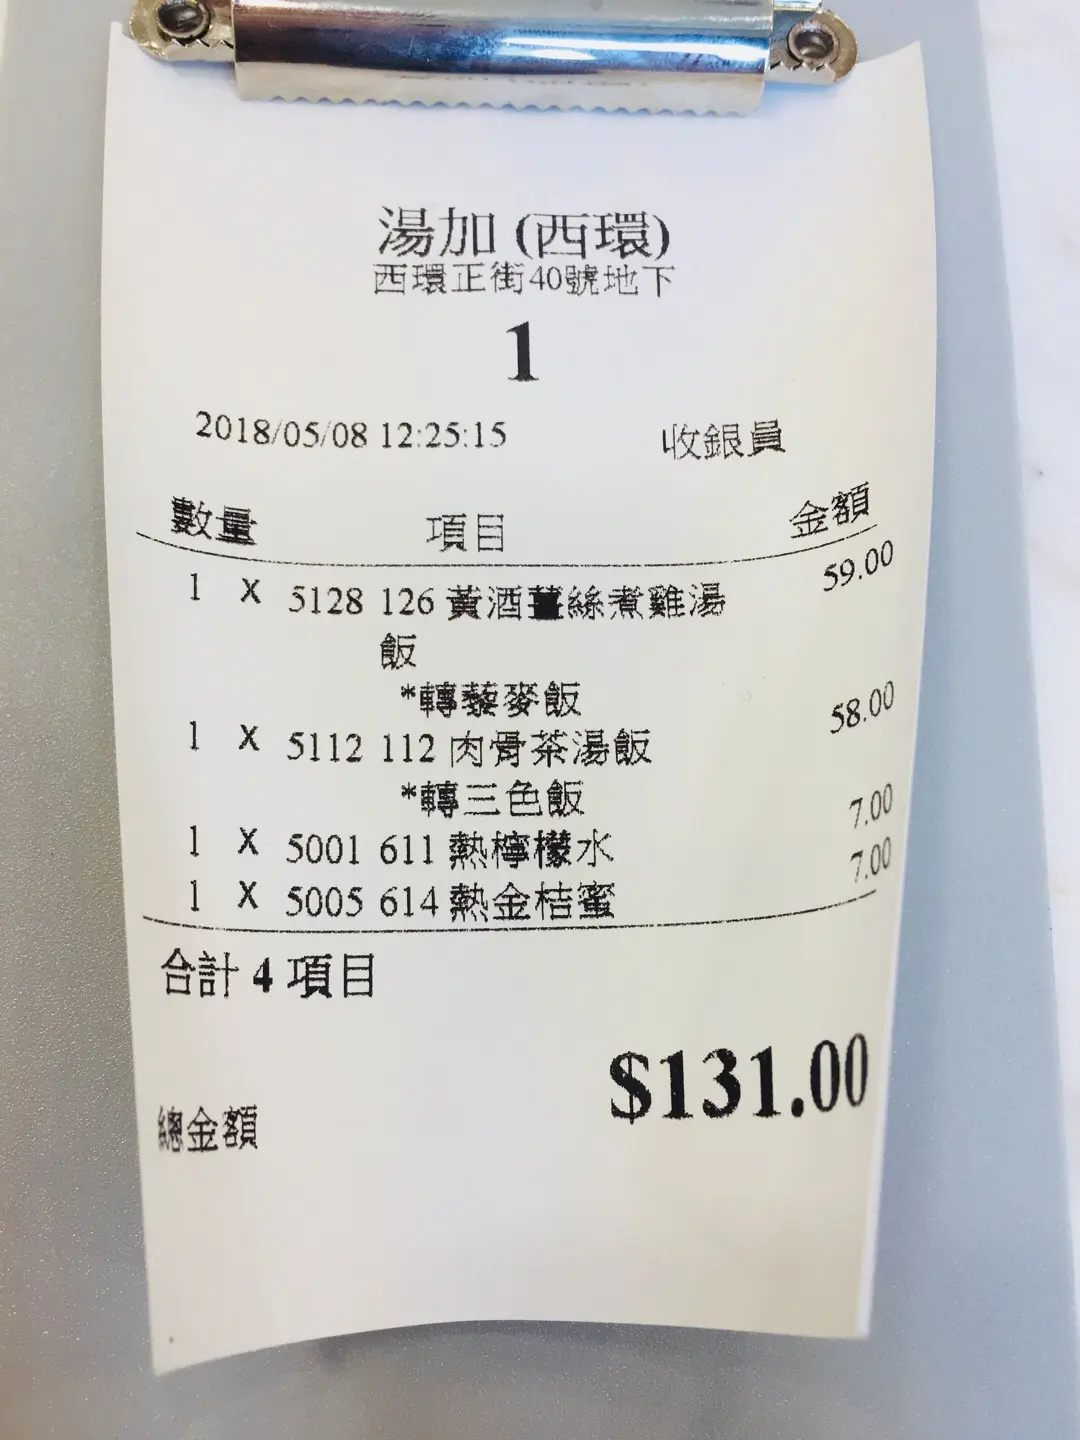 湯加 (西環)
西環正街40號地下
1
2018/05/08 12:25:15 收銀員
數量 項目 金額
1 X 5128 126 黃酒薑絲煮雞湯 59.00
飯
*轉藜麥飯
1 X 5112 112 肉骨茶湯飯 58.00
*轉三色飯
1 X 5001 611 熱檸檬水 7.00
1 X 5005 614 熱金桔蜜 7.00
合計 4 項目
$131.00
總金額